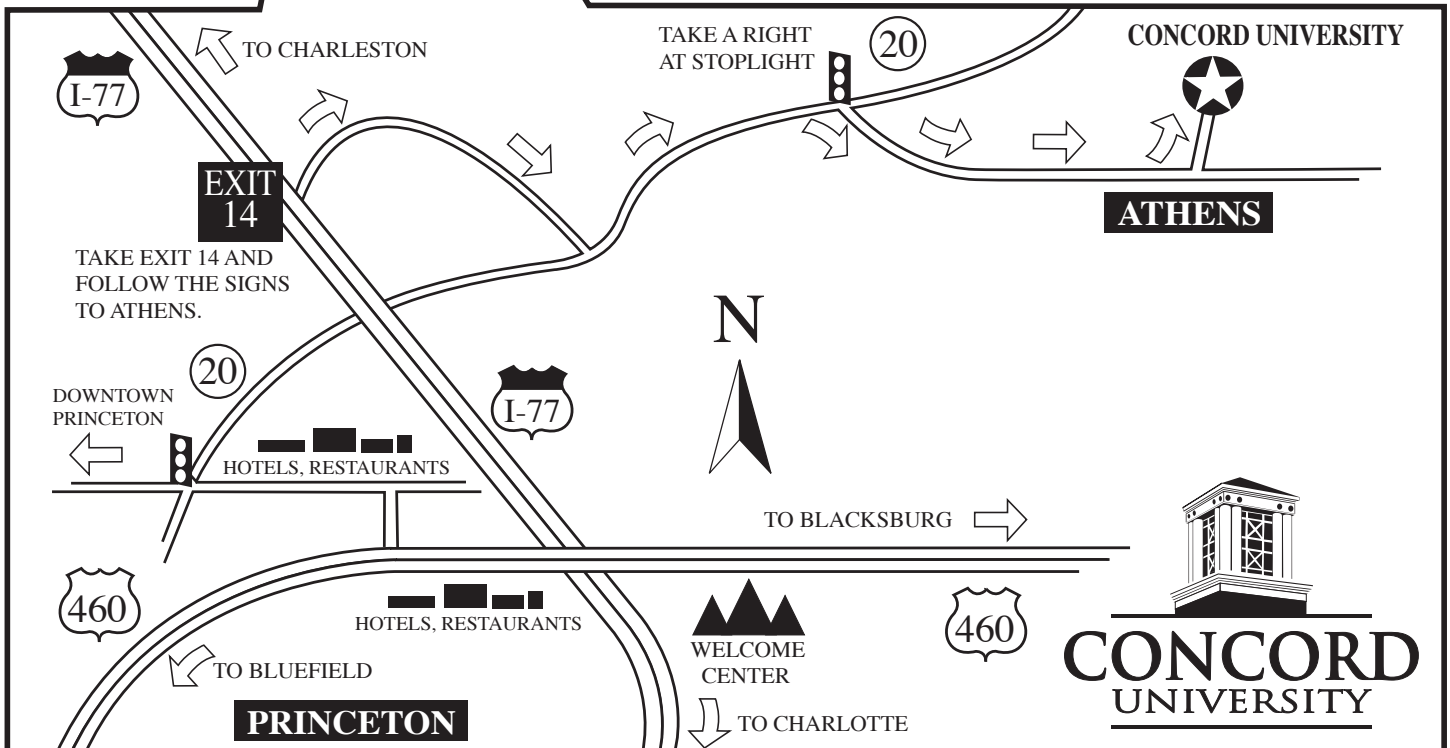 TO CHARLESTON
I-77
TAKE A RIGHT
AT STOPLIGHT
20
CONCORD UNIVERSITY
EXIT
14
TAKE EXIT 14 AND
FOLLOW THE SIGNS
TO ATHENS.
ATHENS
N
20
DOWNTOWN
PRINCETON
I-77
HOTELS, RESTAURANTS
TO BLACKSBURG
460
HOTELS, RESTAURANTS
WELCOME
CENTER
460
TO BLUEFIELD
PRINCETON
TO CHARLOTTE
CONCORD
UNIVERSITY